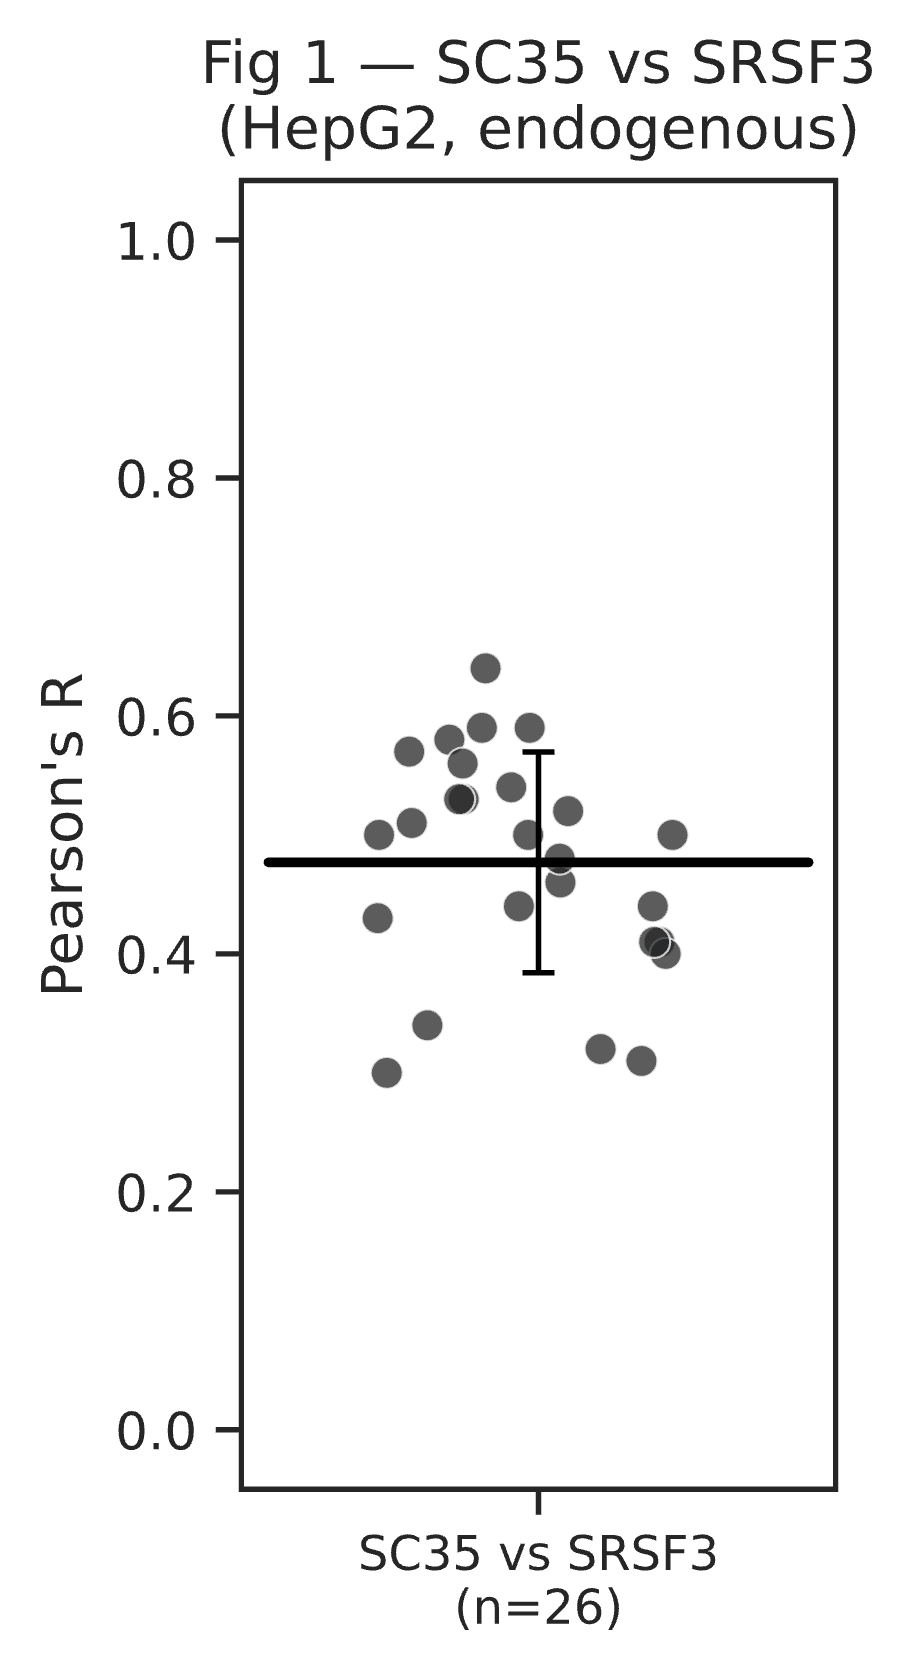 Fig 1 — SC35 vs SRSF3
(HepG2, endogenous)
1.0
0.8
0.6
0.4
0.2
0.0
Pearson's R
SC35 vs SRSF3
(n=26)